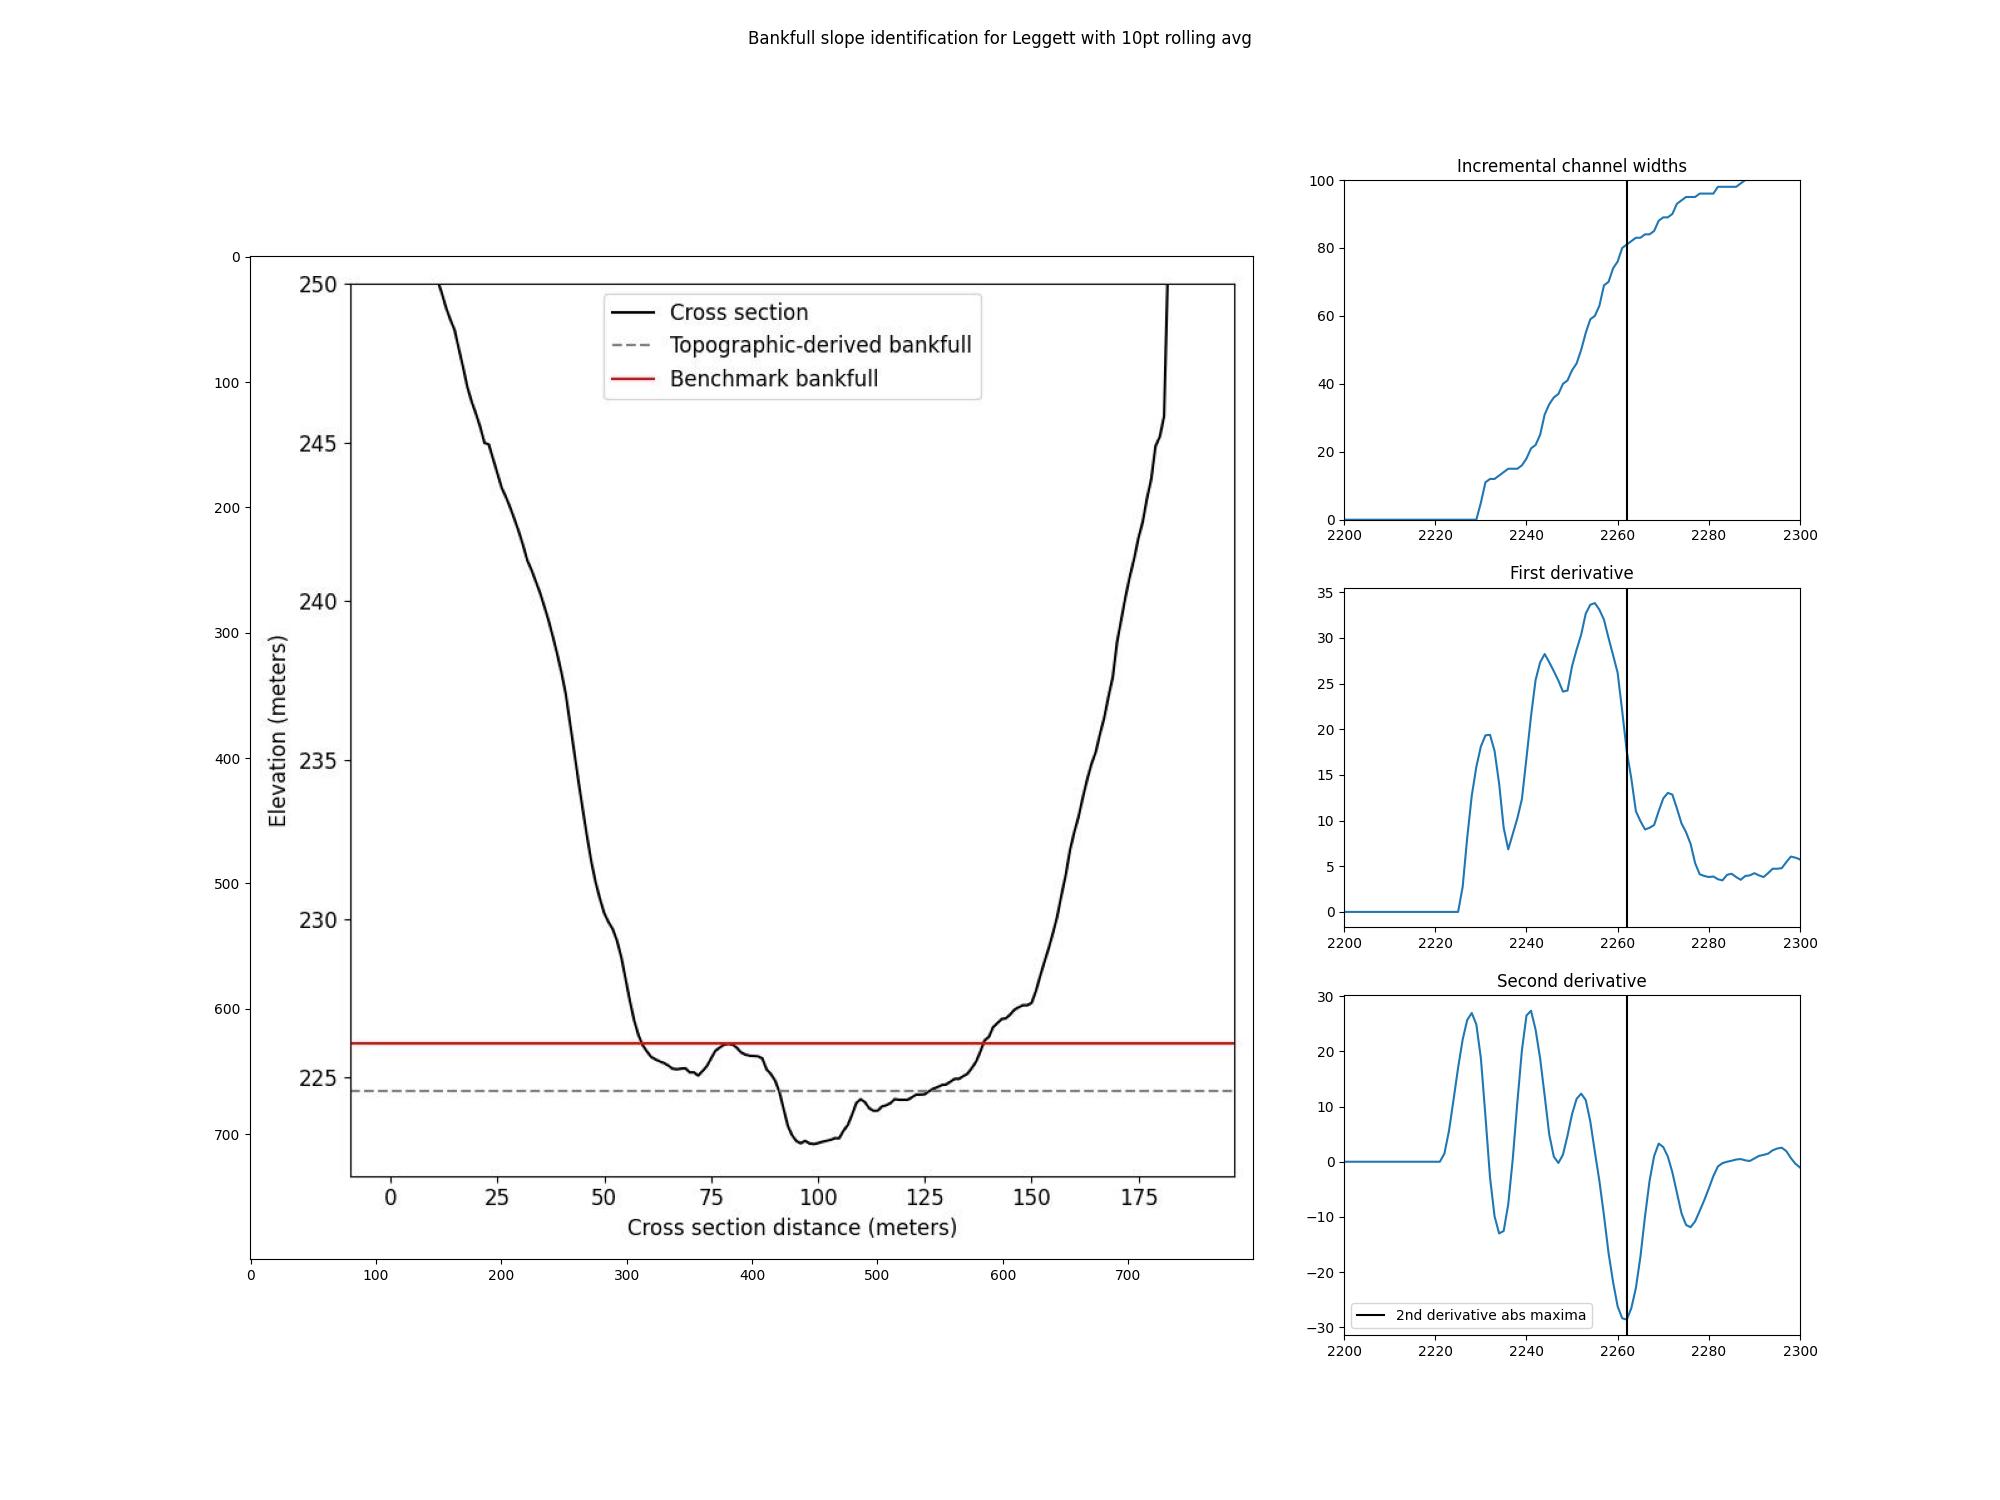 Bankfull slope identification for Leggett with 10pt rolling avg
0
100
200
300
400
500
600
700
250
245
240
235
230
225
Elevation (meters)
Cross section
Topographic-derived bankfull
Benchmark bankfull
0 25 50 75 100 125 150 175
Cross section distance (meters)
0 100 200 300 400 500 600 700
Incremental channel widths
100
80
60
40
20
0
2200 2220 2240 2260 2280 2300
First derivative
35
30
25
20
15
10
5
0
2200 2220 2240 2260 2280 2300
Second derivative
30
20
10
0
−10
−20
−30
2nd derivative abs maxima
2200 2220 2240 2260 2280 2300